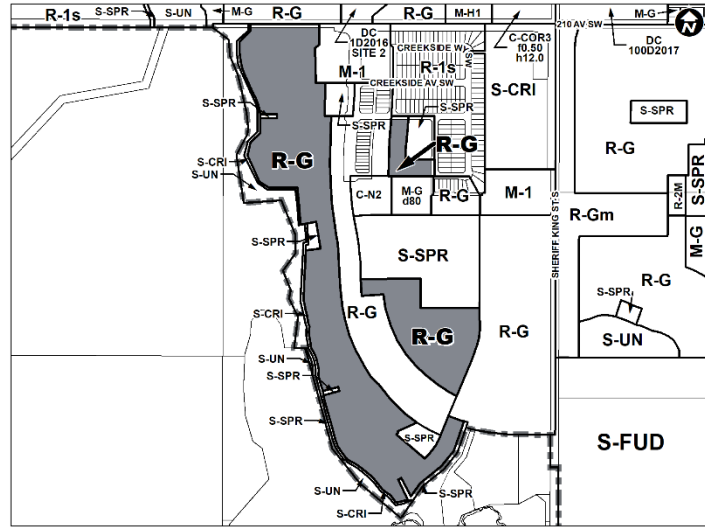 R-1s
S-SPR
S-UN
M-G
R-G
R-G
M-H1
R-G
M-G
210 AV SW
N
DC
1D2016
SITE 2
CREEKSIDE W
SW
C-COR3
f0.50
h12.0
DC
100D2017
M-1
R-1s
CREEKSIDE AV SW
S-CRI
S-SPR
S-SPR
S-SPR
S-SPR
R-G
S-SPR
R-G
R-G
S-CRI
S-UN
C-N2
M-G
d80
R-G
M-1
R-2M
R-Gm
M-G
S-SPR
S-SPR
SHERIFF KING ST S
R-G
S-SPR
S-CRI
R-G
R-G
R-G
S-UN
S-UN
S-SPR
S-SPR
S-SPR
S-FUD
S-UN
S-SPR
S-CRI